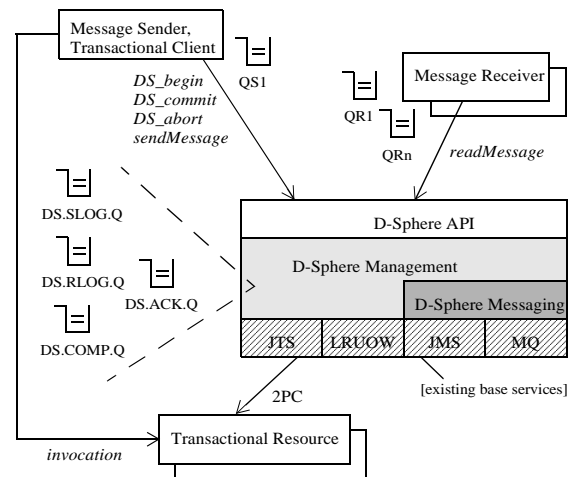 Message Sender,
Transactional Client
QS1
Message Receiver
DS_begin
DS_commit
DS_abort
sendMessage
QR1
QRn
readMessage
DS.SLOG.Q
D-Sphere API
D-Sphere Management
DS.RLOG.Q
DS.ACK.Q
D-Sphere Messaging
DS.COMP.Q
JTS
LRUOW
JMS
MQ
[existing base services]
2PC
Transactional Resource
invocation